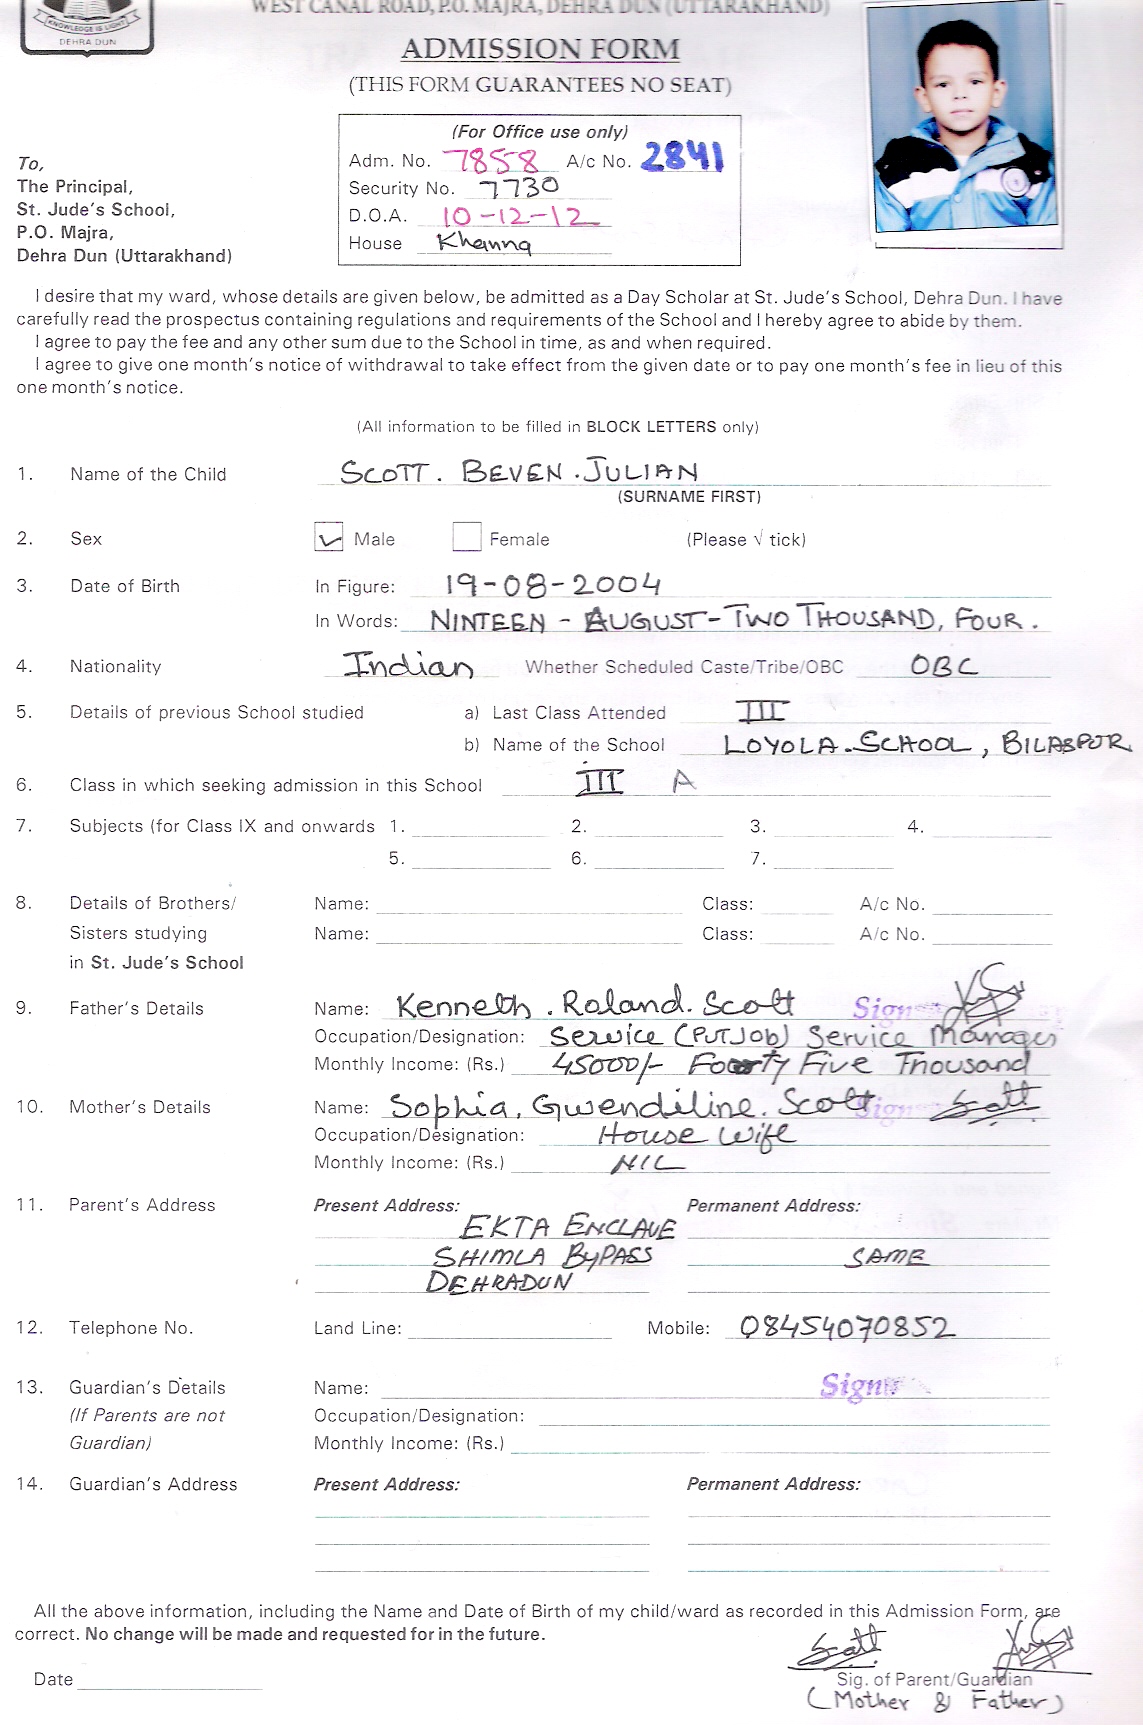 WEST CANAL ROAD, P.O. MAJRA, DEHRA DUN (UTTARAKHAND)
KNOWLEDGE IS LIGHT
DEHRA DUN
ADMISSION FORM
(THIS FORM GUARANTEES NO SEAT)
(For Office use only)
Adm. No. 7858 A/c No. 2841
Security No. 7730
D.O.A. 10-12-12
House Khanna
To,
The Principal,
St. Jude's School,
P.O. Majra,
Dehra Dun (Uttarakhand)
I desire that my ward, whose details are given below, be admitted as a Day Scholar at St. Jude's School, Dehra Dun. I have
carefully read the prospectus containing regulations and requirements of the School and I hereby agree to abide by them.
I agree to pay the fee and any other sum due to the School in time, as and when required.
I agree to give one month's notice of withdrawal to take effect from the given date or to pay one month's fee in lieu of this
one month's notice.
(All information to be filled in BLOCK LETTERS only)
1. Name of the Child SCOTT. BEVEN. JULIAN
(SURNAME FIRST)
2. Sex Male Female (Please √ tick)
3. Date of Birth In Figure: 19-08-2004
In Words: NINTEEN - AUGUST - TWO THOUSAND, FOUR.
4. Nationality Indian Whether Scheduled Caste/Tribe/OBC OBC
5. Details of previous School studied a) Last Class Attended III
b) Name of the School LOYOLA. SCHOOL, BILASPUR
6. Class in which seeking admission in this School III A
7. Subjects (for Class IX and onwards 1. 2. 3. 4.
5. 6. 7.
8. Details of Brothers/ Name: Class: A/c No.
Sisters studying Name: Class: A/c No.
in St. Jude's School
9. Father's Details Name: Kenneth. Roland. Scott Sign
Occupation/Designation: Service (PVT Job) Service Manager
Monthly Income (Rs.) 45000/- Foorty Five Thousand
10. Mother's Details Name: Sophia. Gwendiline. Scott Sign Scott
Occupation/Designation: House Wife
Monthly Income: (Rs.) NIL
11. Parent's Address Present Address: Permanent Address:
EKTA ENCLAVE
SHIMLA ByPASS SAME
DEHRADUN
12. Telephone No. Land Line: Mobile: 08454070852
13. Guardian's Details Name: Sign
(If Parents are not Occupation/Designation:
Guardian) Monthly Income: (Rs.)
14. Guardian's Address Present Address: Permanent Address:
All the above information, including the Name and Date of Birth of my child/ward as recorded in this Admission Form, are
correct. No change will be made and requested for in the future.
Scott
Date Sig. of Parent/Guardian
(Mother & Father)